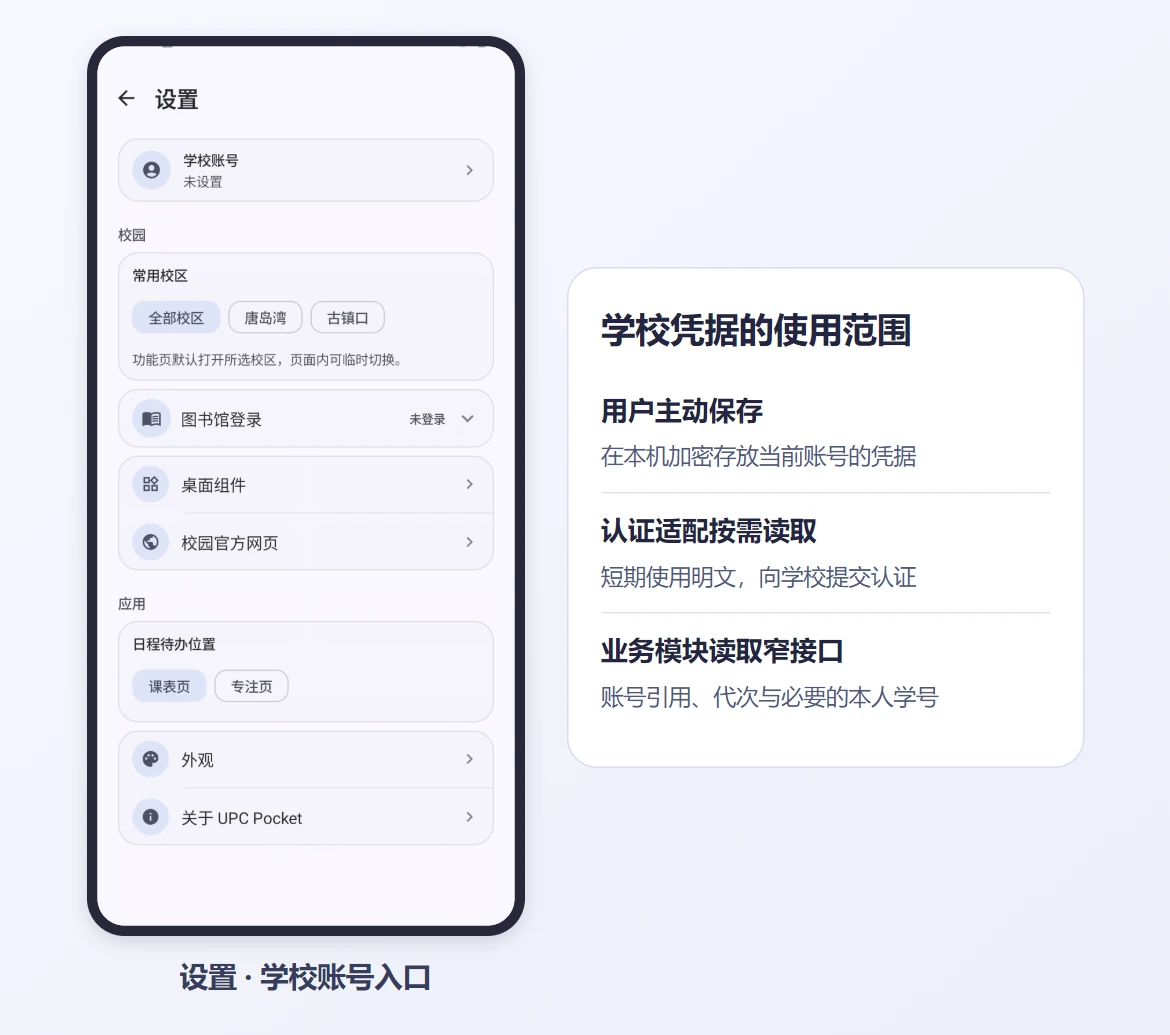 设置
学校账号
未设置
校园
常用校区
全部校区 唐岛湾 古镇口
功能页默认打开所选校区，页面内可临时切换。
图书馆登录 未登录
桌面组件
校园官方网页
应用
日程待办位置
课表页 专注页
外观
关于 UPC Pocket
设置 · 学校账号入口
学校凭据的使用范围
用户主动保存
在本机加密存放当前账号的凭据
认证适配按需读取
短期使用明文，向学校提交认证
业务模块读取窄接口
账号引用、代次与必要的本人学号